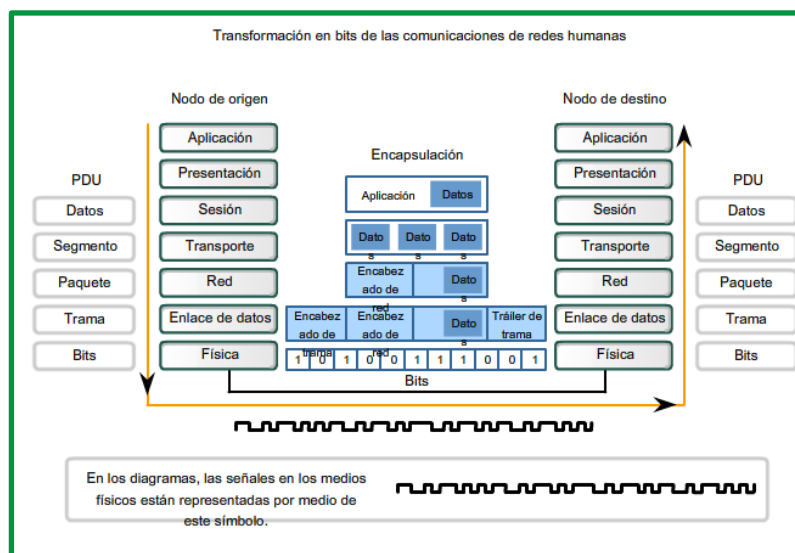 Transformación en bits de las comunicaciones de redes humanas
Nodo de origen
Nodo de destino
Encapsulación
PDU
Datos
Segmento
Paquete
Trama
Bits
Aplicación
Presentación
Sesión
Transporte
Red
Enlace de datos
Física
Aplicación
Datos
Dato
s
Dato
s
Dato
s
Encabez
ado de
red
Dato
s
Encabez
ado de
trama
Encabez
ado de
red
Dato
s
Tráiler de
trama
1 0 1 0 0 1 1 1 0 0 1
Bits
Aplicación
Presentación
Sesión
Transporte
Red
Enlace de datos
Física
PDU
Datos
Segmento
Paquete
Trama
Bits
En los diagramas, las señales en los medios
físicos están representadas por medio de
este símbolo.